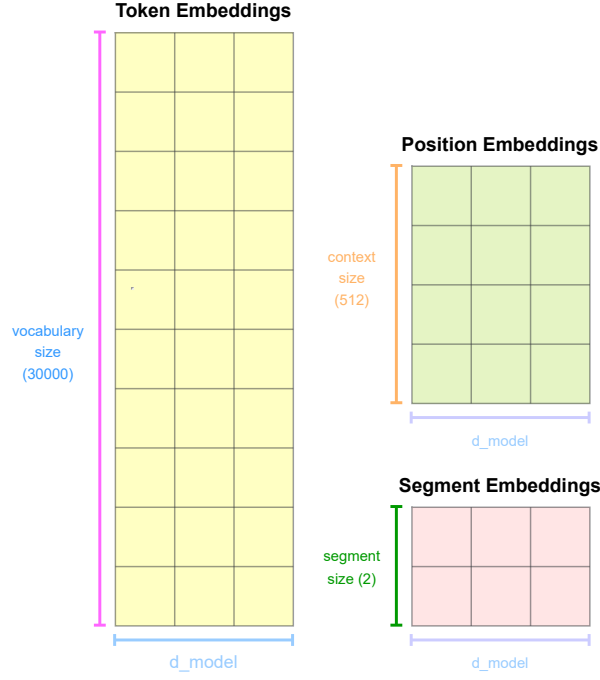 Token Embeddings
vocabulary
size
(30000)
d_model
Position Embeddings
context
size
(512)
d_model
Segment Embeddings
segment
size (2)
d_model